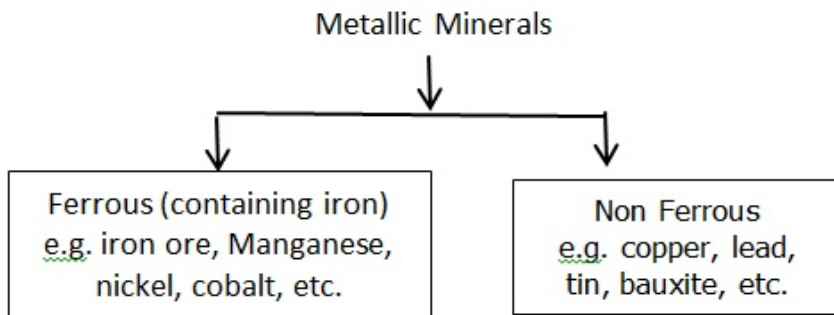 Metallic Minerals
Ferrous (containing iron)
e.g. iron ore, Manganese,
nickel, cobalt, etc.
Non Ferrous
e.g. copper, lead,
tin, bauxite, etc.